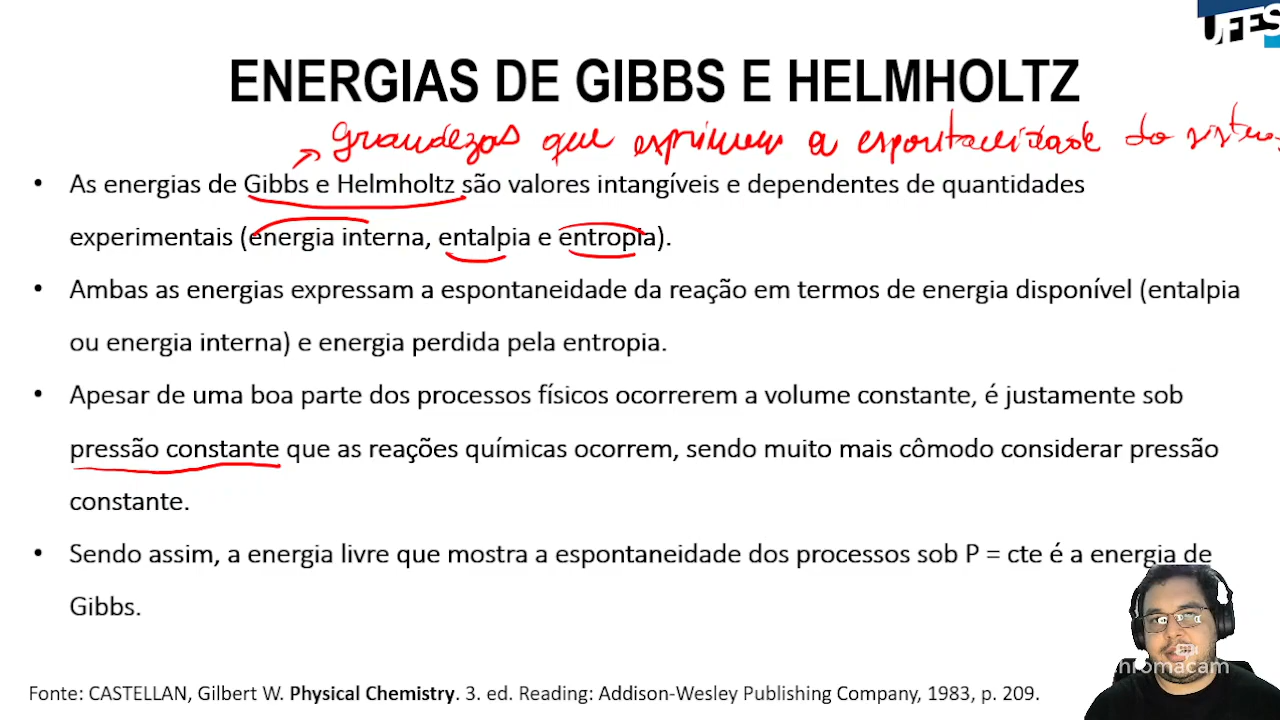 UFES
ENERGIAS DE GIBBS E HELMHOLTZ
grandezas que exprimem a espontaneidade do sistema
• As energias de Gibbs e Helmholtz são valores intangíveis e dependentes de quantidades
experimentais (energia interna, entalpia e entropia).
• Ambas as energias expressam a espontaneidade da reação em termos de energia disponível (entalpia
ou energia interna) e energia perdida pela entropia.
• Apesar de uma boa parte dos processos físicos ocorrerem a volume constante, é justamente sob
pressão constante que as reações químicas ocorrem, sendo muito mais cômodo considerar pressão
constante.
• Sendo assim, a energia livre que mostra a espontaneidade dos processos sob P = cte é a energia de
Gibbs.
chromacam
Fonte: CASTELLAN, Gilbert W. Physical Chemistry. 3. ed. Reading: Addison-Wesley Publishing Company, 1983, p. 209.